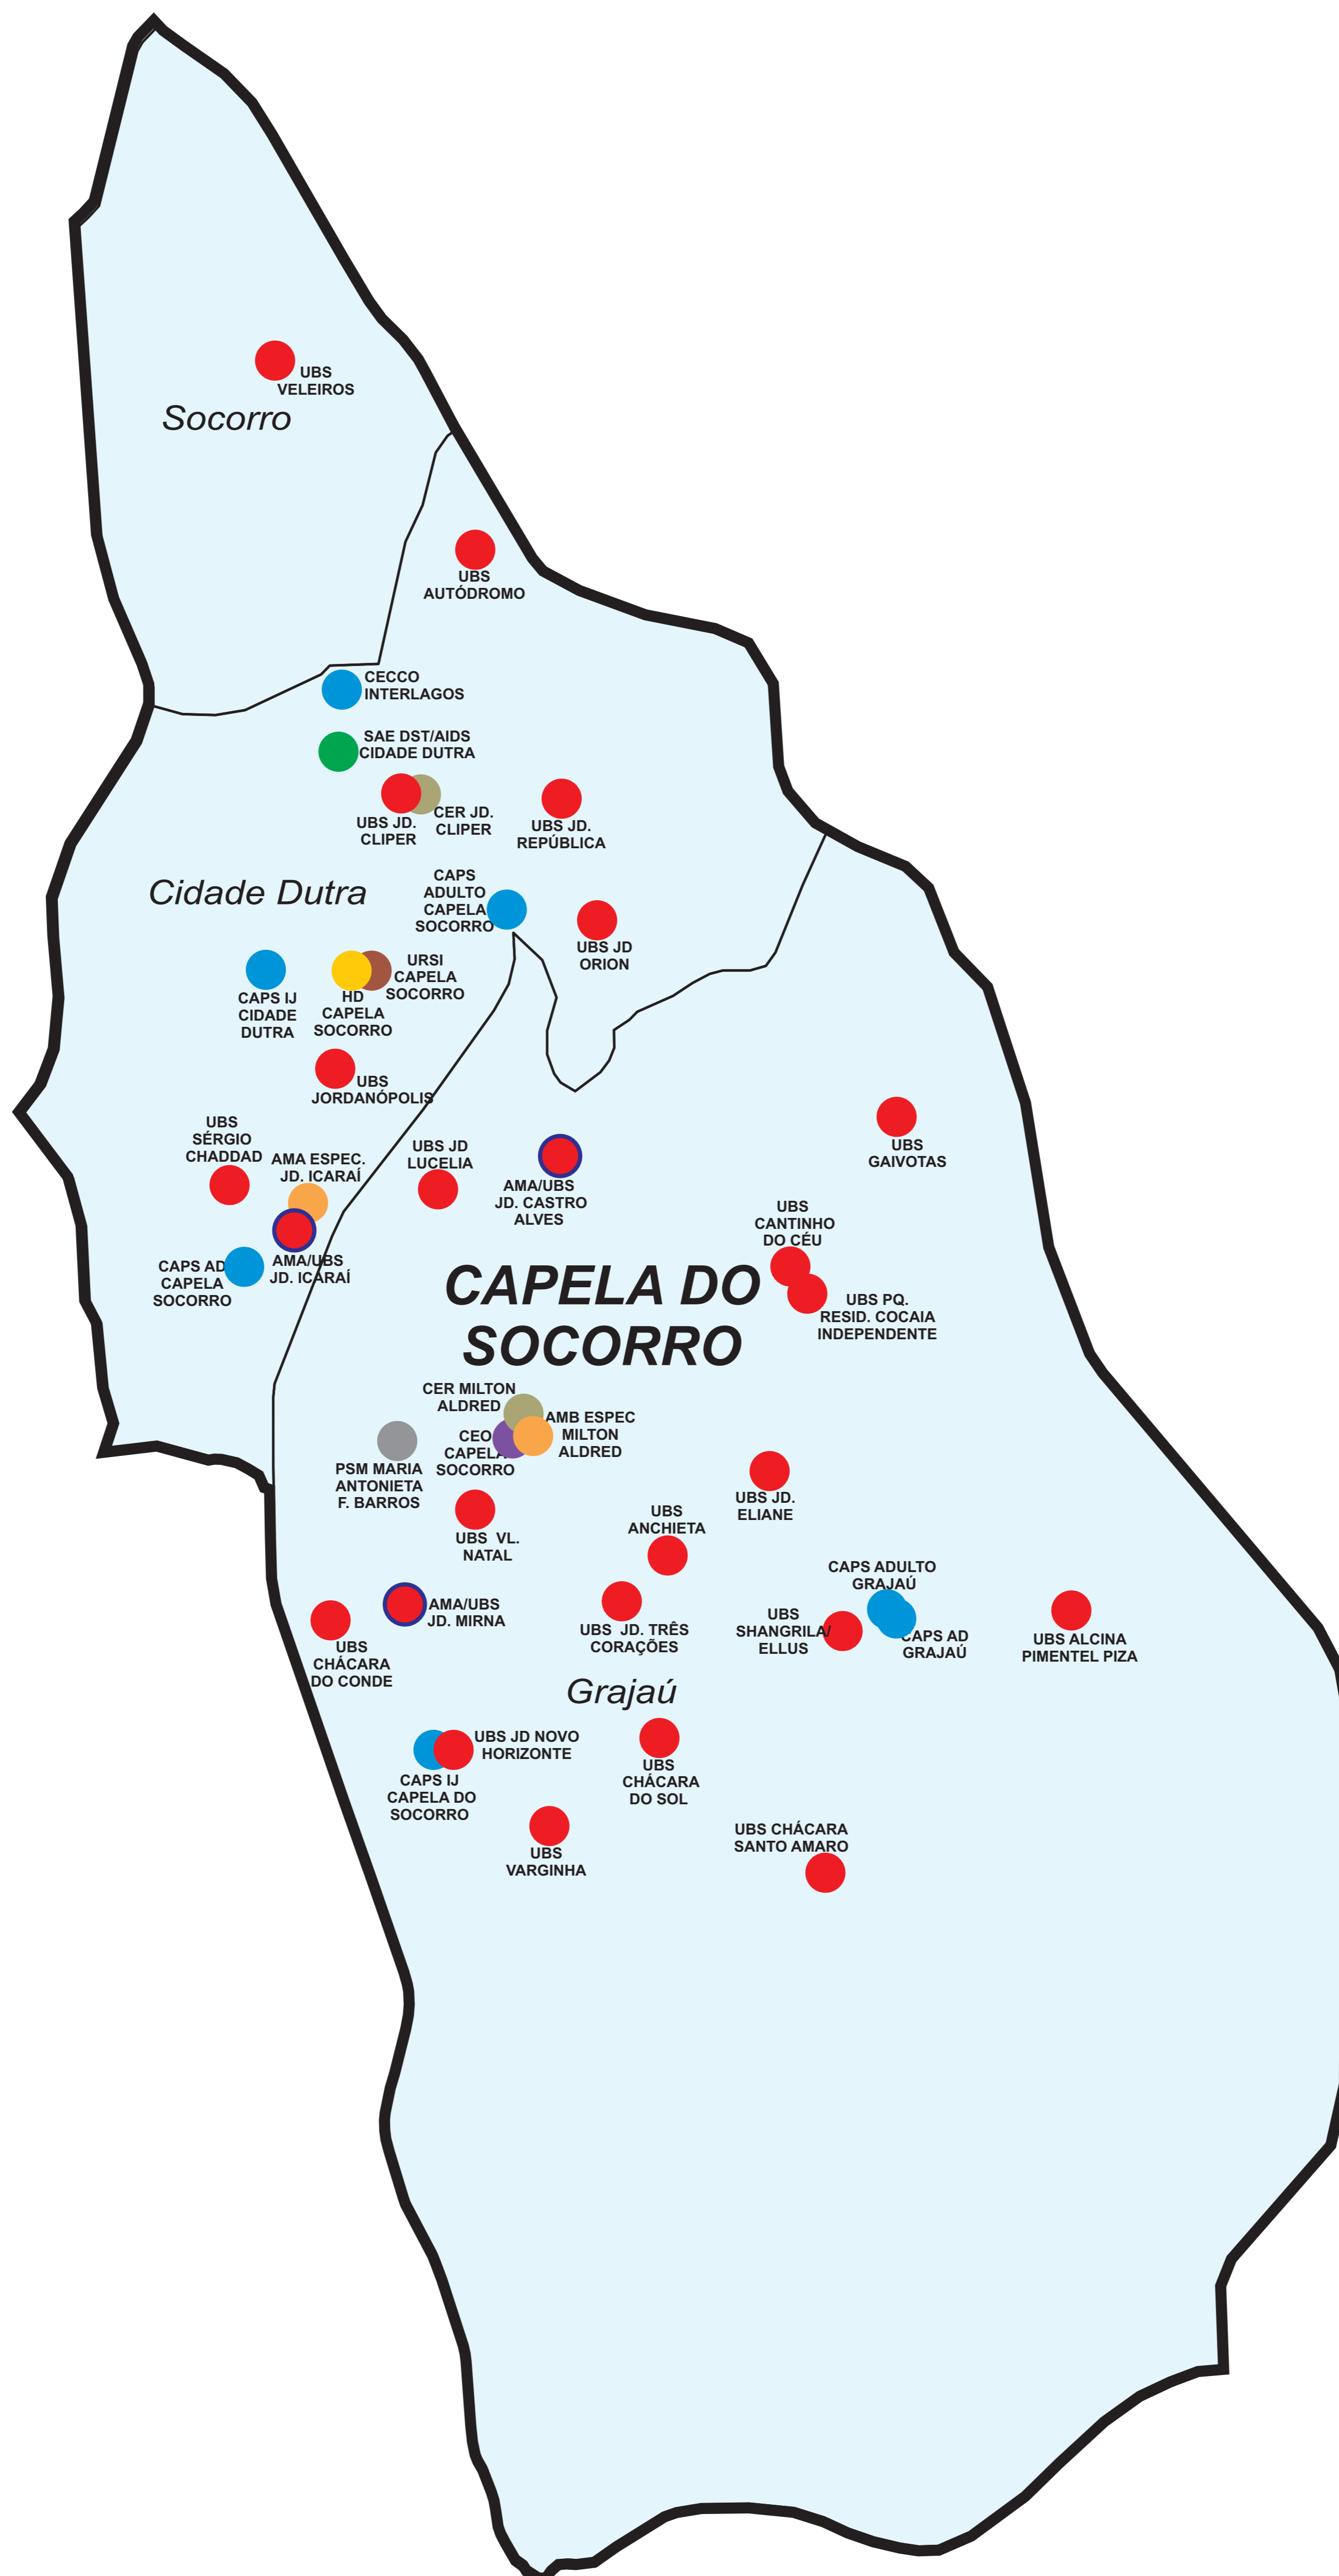 UBS
VELEIROS
Socorro
UBS
AUTÓDROMO
CECCO
INTERLAGOS
SAE DST/AIDS
CIDADE DUTRA
UBS JD.
CLIPER
CER JD.
CLIPER
UBS JD.
REPÚBLICA
Cidade Dutra
CAPS
ADULTO
CAPELA
SOCORRO
UBS JD
ORION
CAPS IJ
CIDADE
DUTRA
HD
CAPELA
SOCORRO
URSI
CAPELA
SOCORRO
UBS
JORDANÓPOLIS
UBS
SÉRGIO
CHADDAD
AMA ESPEC.
JD. ICARAÍ
UBS JD
LUCELIA
AMA/UBS
JD. CASTRO
ALVES
UBS
GAIVOTAS
CAPS AD
CAPELA
SOCORRO
AMA/UBS
JD. ICARAÍ
UBS
CANTINHO
DO CÉU
UBS PQ.
RESID. COCAIA
INDEPENDENTE
CAPELA DO
SOCORRO
CER MILTON
ALDRED
AMB ESPEC
MILTON
ALDRED
CEO
CAPELA
SOCORRO
PSM MARIA
ANTONIETA
F. BARROS
UBS VL.
NATAL
UBS JD.
ELIANE
UBS
ANCHIETA
CAPS ADULTO
GRAJAÚ
AMA/UBS
JD. MIRNA
UBS
CHÁCARA
DO CONDE
UBS JD. TRÊS
CORAÇÕES
UBS
SHANGRILA/
ELLUS
CAPS AD
GRAJAÚ
UBS ALCINA
PIMENTEL PIZA
Grajaú
UBS JD NOVO
HORIZONTE
CAPS IJ
CAPELA DO
SOCORRO
UBS
CHÁCARA
DO SOL
UBS
VARGINHA
UBS CHÁCARA
SANTO AMARO